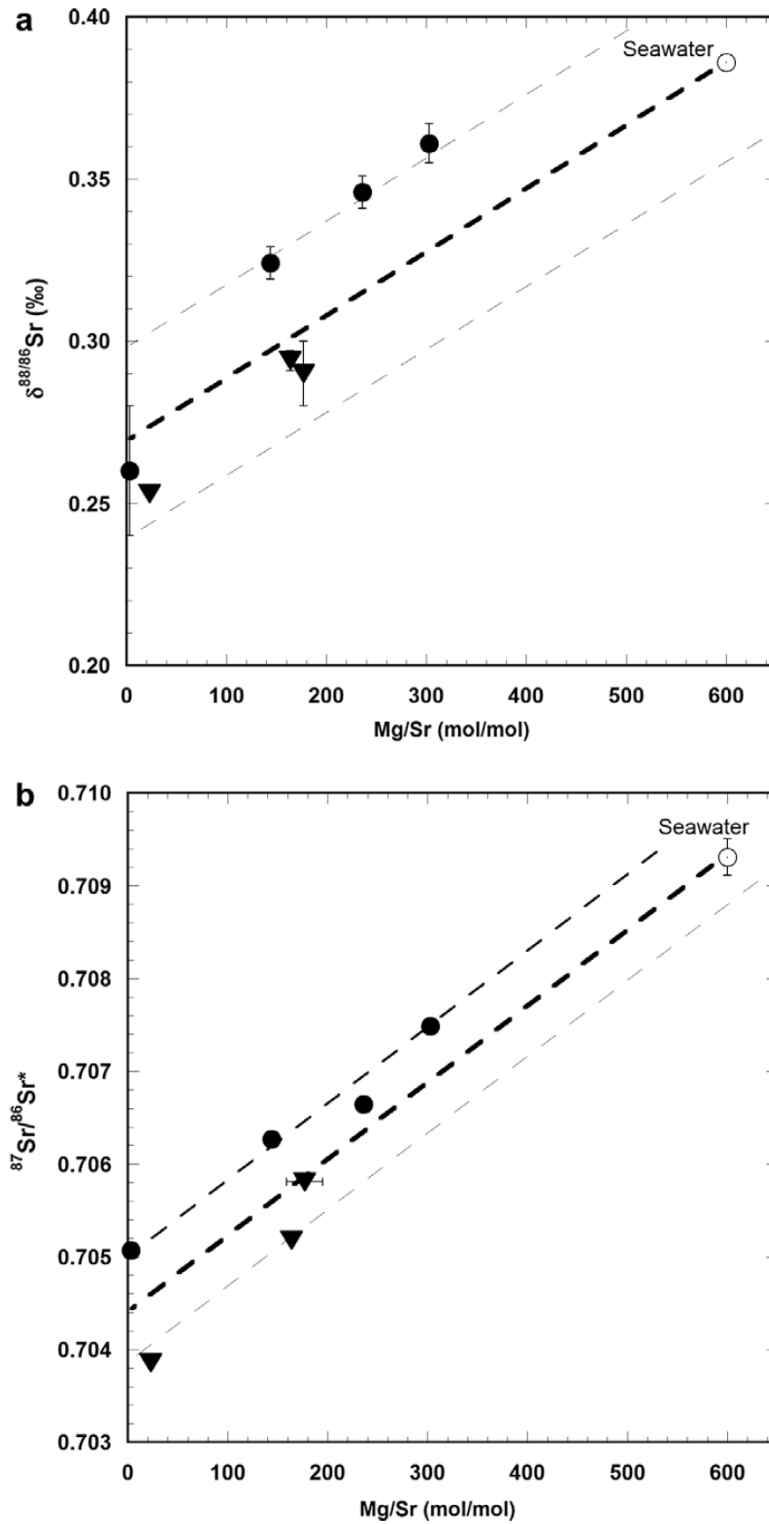 a
0.40
Seawater
0.35
0.30
0.25
0.20
δ88/86Sr (‰)
0 100 200 300 400 500 600
Mg/Sr (mol/mol)
b
0.710
Seawater
0.709
0.708
0.707
0.706
0.705
0.704
0.703
87Sr/86Sr*
0 100 200 300 400 500 600
Mg/Sr (mol/mol)